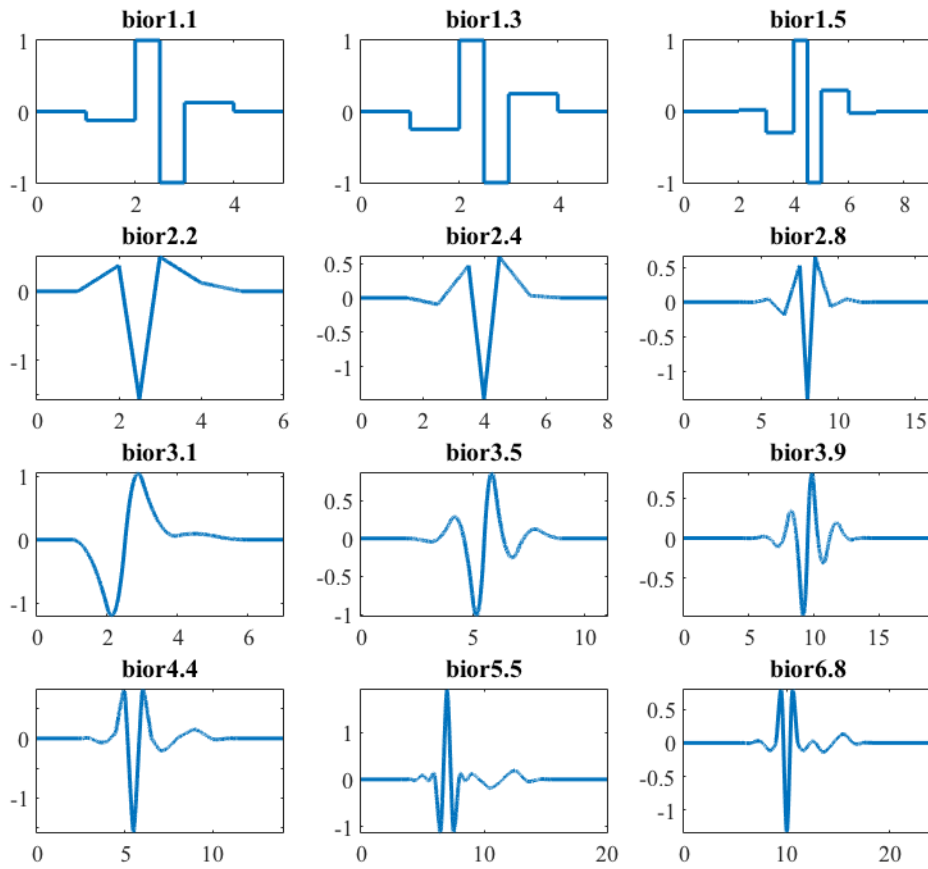 bior1.1 bior1.3 bior1.5
1 1 1
0 0 0
-1 -1 -1
0 2 4 0 2 4 0 2 4 6 8
bior2.2 bior2.4 bior2.8
0 0.5 0.5
-1 0 0
-0.5 -0.5
-1 -1
0 2 4 6 0 2 4 6 8 0 5 10 15
bior3.1 bior3.5 bior3.9
1 0.5 0.5
0 0 0
-1 -0.5 -0.5
-1
0 2 4 6 0 5 10 0 5 10 15
bior4.4 bior5.5 bior6.8
0 1 0.5
-1 0 0
-1 -0.5
-1
0 5 10 0 10 20 0 10 20